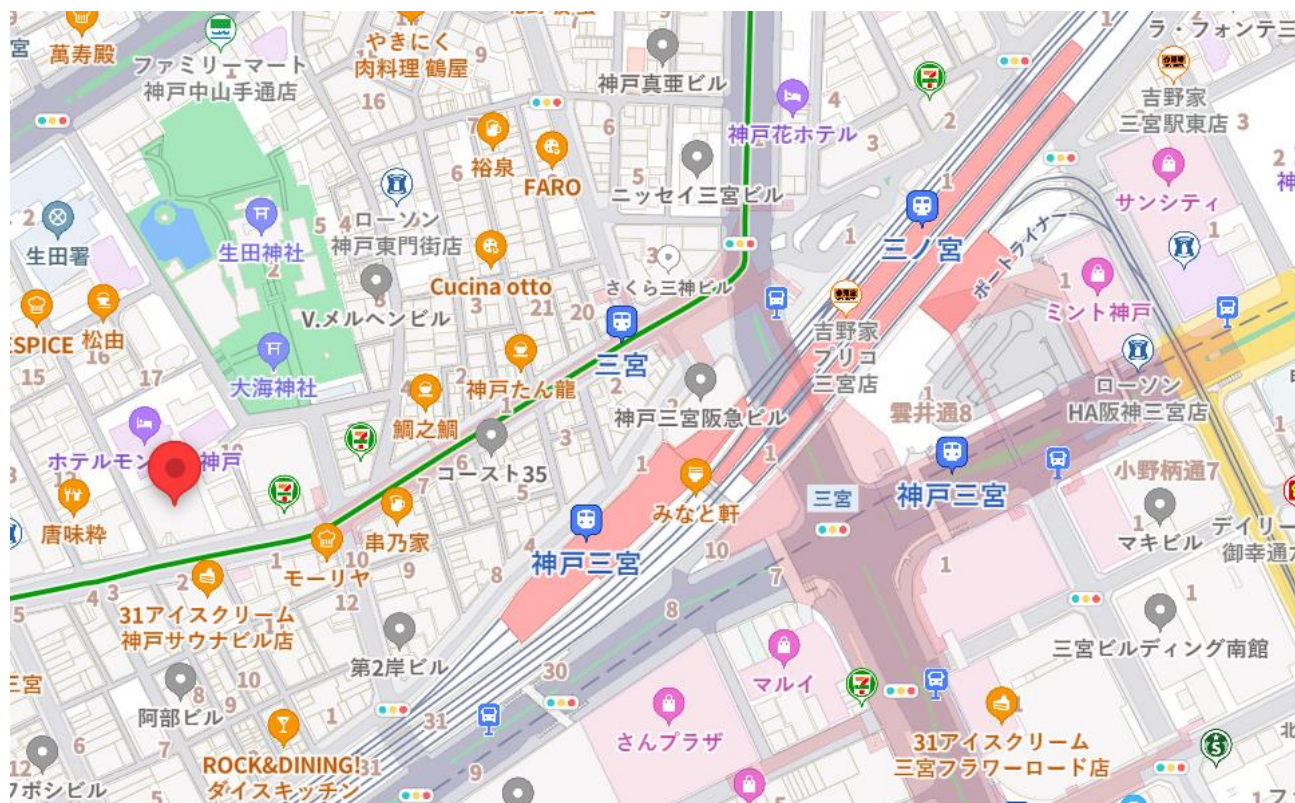 萬寿殿
ファミリーマート
神戸中山手通店
やきにく
肉料理 鶴屋
神戸真亜ビル
神戸花ホテル
ラ・フォンテ三
吉野家
三宮駅東店
サンシティ
裕泉
FARO
ニッセイ三宮ビル
生田署
生田神社
ローソン
神戸東門街店
三ノ宮
ポートライナー
ミント神戸
Cucina otto
さくら三神ビル
V.メルヘンビル
ESPICE
松由
大海神社
三宮
神戸たん龍
吉野家
プリコ
三宮店
ローソン
HA阪神三宮店
雲井通8
神戸三宮阪急ビル
鯛之鯛
コースト35
ホテルモン
神戸
唐味粋
モーリヤ
串乃家
みなと軒
神戸三宮
三宮
神戸三宮
小野柄通7
マキビル
デイリー
御幸通7
31アイスクリーム
神戸サウナビル店
第2岸ビル
三宮ビルディング南館
三宮
阿部ビル
マルイ
さんプラザ
31アイスクリーム
三宮フラワーロード店
ROCK&DINING!
ダイスキッチン
フボシビル